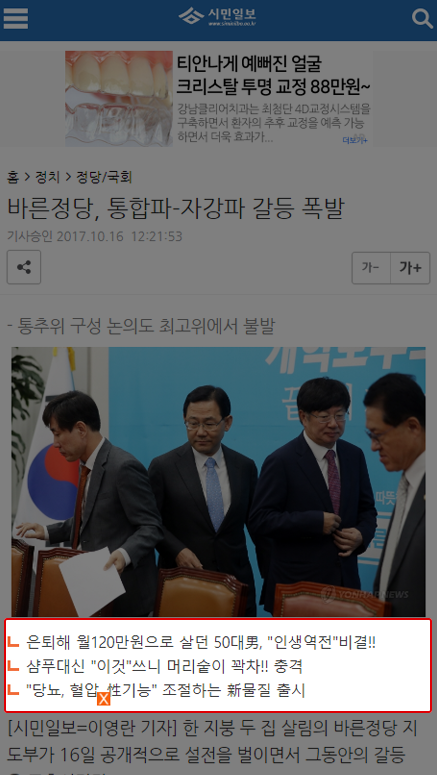 시민일보
www.siminilbo.co.kr
티안나게 예뻐진 얼굴
크리스탈 투명 교정 88만원~
강남클리어치과는 최첨단 4D교정시스템을
구축하면서 환자의 추후 교정을 예측 가능
하면서 더욱 효과가...
더보기+
홈 > 정치 > 정당/국회
바른정당, 통합파-자강파 갈등 폭발
기사승인 2017.10.16 12:21:53
가- 가+
- 통추위 구성 논의도 최고위에서 불발
YONHAPNEWS
은퇴해 월120만원으로 살던 50대男, "인생역전"비결!!
샴푸대신 "이것"쓰니 머리숱이 꽉차!! 충격
"당뇨, 혈압, 性기능" 조절하는 新물질 출시
X
[시민일보=이영란 기자] 한 지붕 두 집 살림의 바른정당 지
도부가 16일 공개적으로 설전을 벌이면서 그동안의 갈등